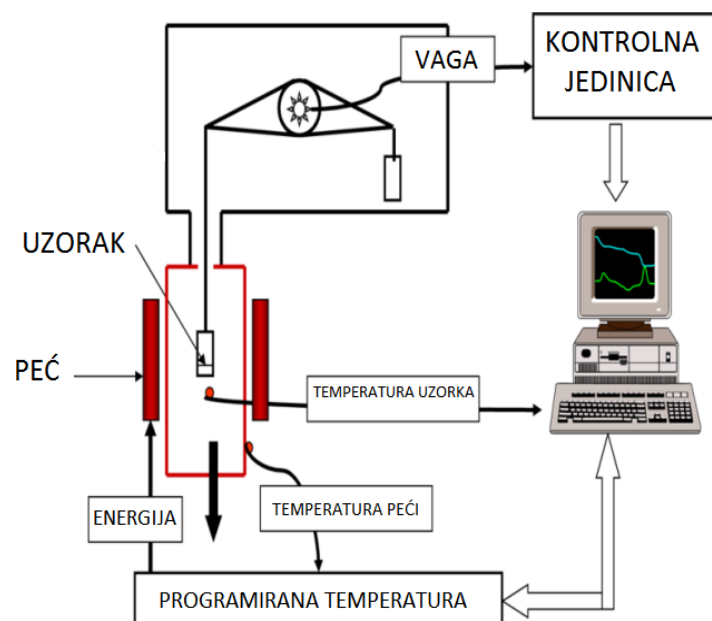 VAGA
KONTROLNA
JEDINICA
UZORAK
PEĆ
TEMPERATURA UZORKA
ENERGIJA
TEMPERATURA PEĆI
PROGRAMIRANA TEMPERATURA